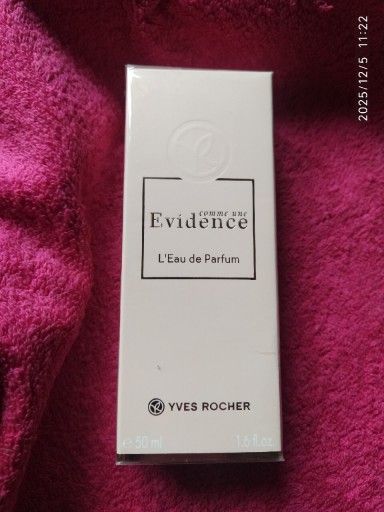 2025/12/5 11:22
comme une
Evidence
L'Eau de Parfum
YVES ROCHER
e 50 ml 1.6 fl.oz.